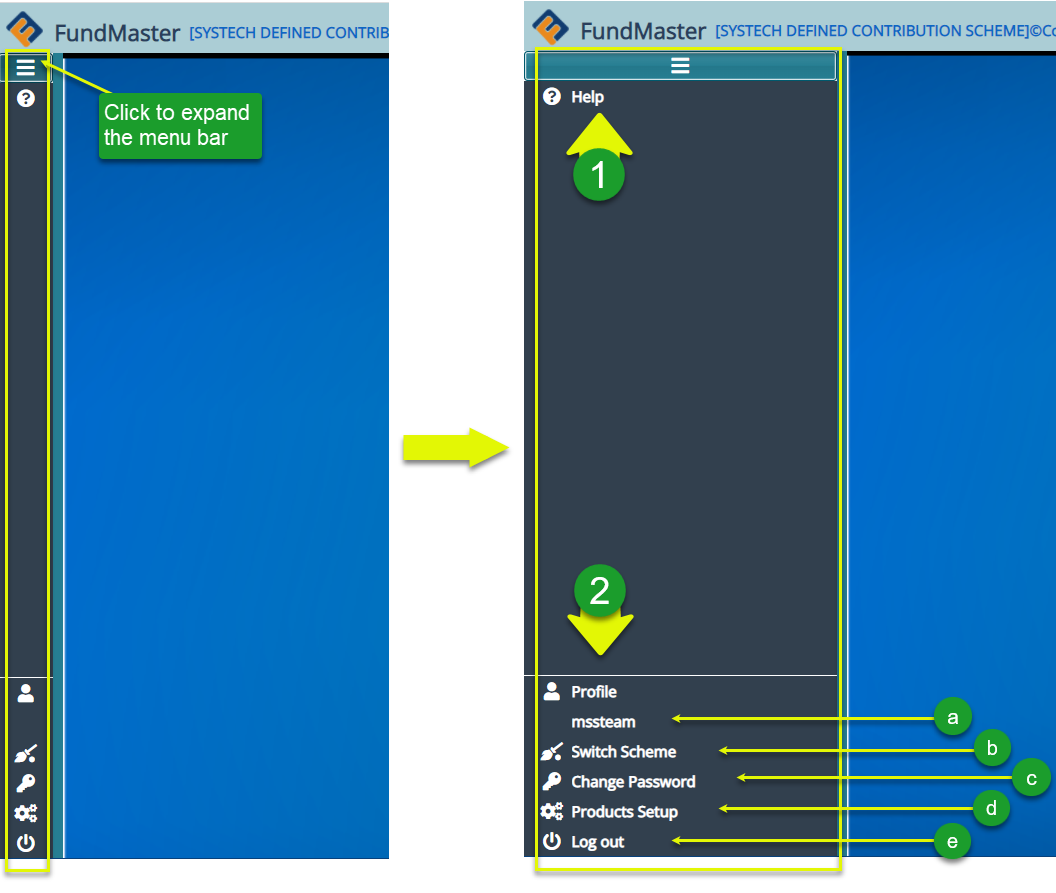 FundMaster [SYSTECH DEFINED CONTRIB
Click to expand
the menu bar
FundMaster [SYSTECH DEFINED CONTRIBUTION SCHEME]©Co
Help
1
2
Profile
mssteam
a
Switch Scheme
b
Change Password
c
Products Setup
d
Log out
e